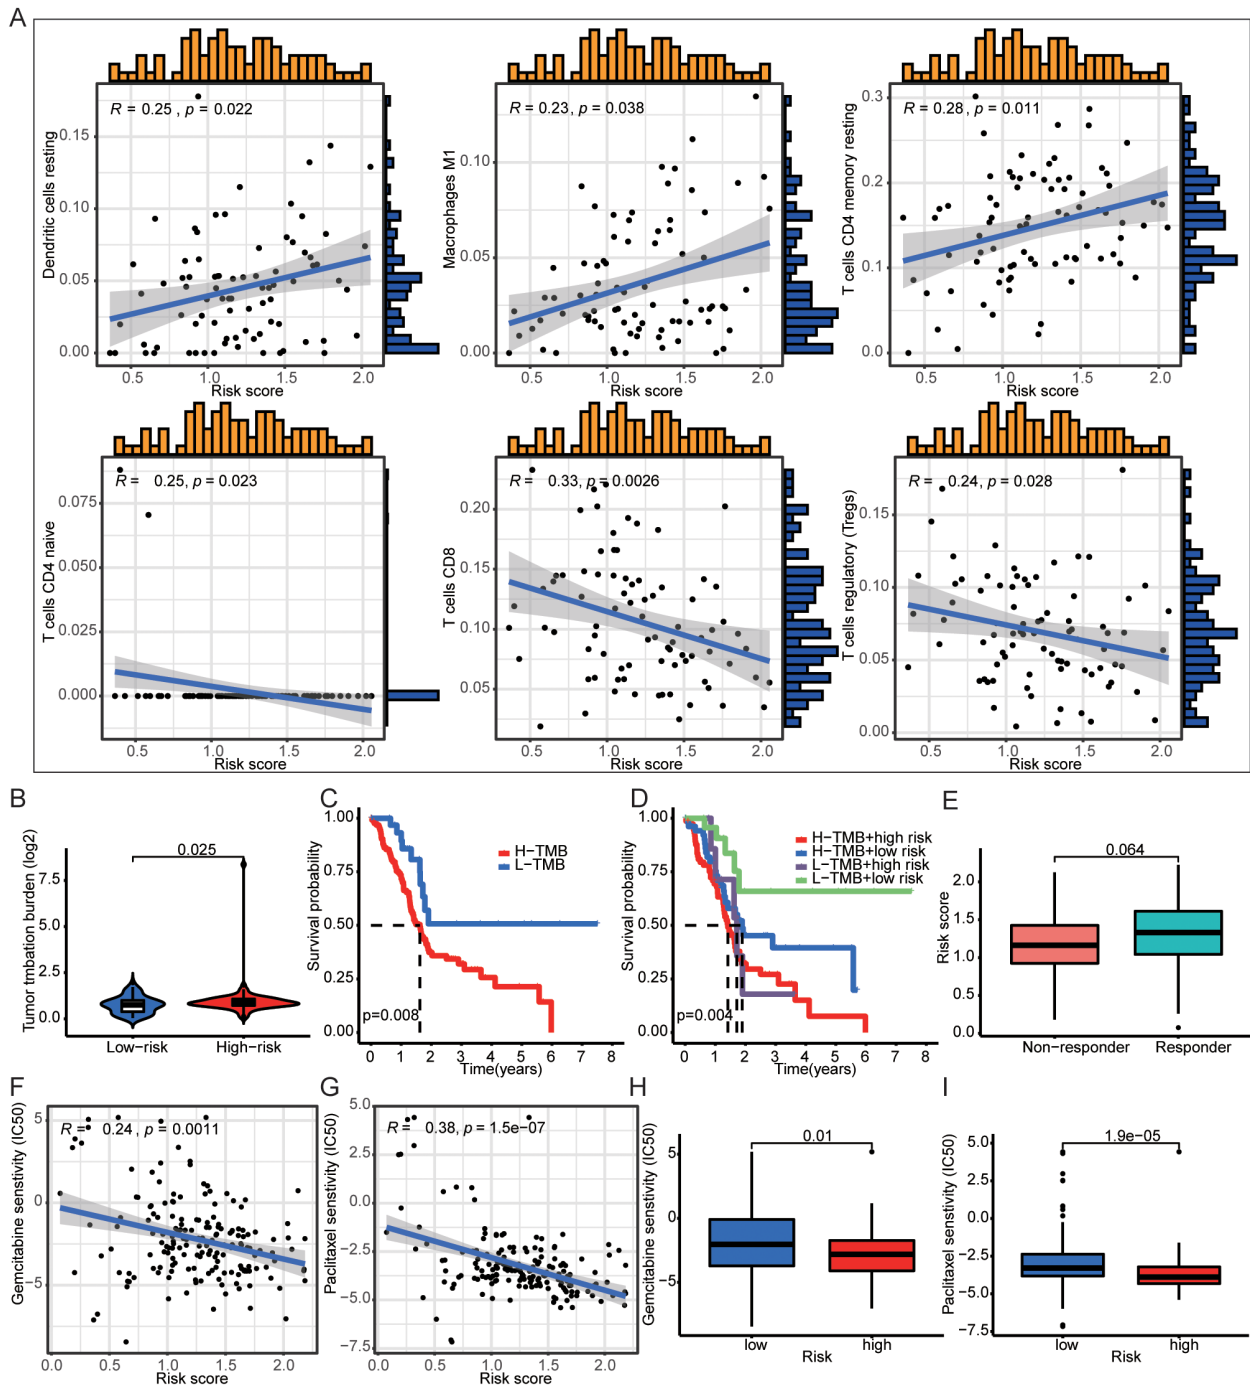 A
R = 0.25 , p = 0.022
Dendritic cells resting
0.15
0.10
0.05
0.00
0.5 1.0 1.5 2.0
Risk score
R = 0.23 , p = 0.038
Macrophages M1
0.10
0.05
0.00
0.5 1.0 1.5 2.0
Risk score
R = 0.28 , p = 0.011
T cells CD4 memory resting
0.3
0.2
0.1
0.0
0.5 1.0 1.5 2.0
Risk score
R = 0.25 , p = 0.023
T cells CD4 naive
0.075
0.050
0.025
0.000
0.5 1.0 1.5 2.0
Risk score
R = 0.33 , p = 0.0026
T cells CD8
0.20
0.15
0.10
0.05
0.5 1.0 1.5 2.0
Risk score
R = 0.24 , p = 0.028
T cells regulatory (Tregs)
0.15
0.10
0.05
0.00
0.5 1.0 1.5 2.0
Risk score
B
Tumor tmbation burden (log2)
7.5
5.0
2.5
0.0
0.025
Low−risk High−risk
C
Survival probability
1.00
0.75
0.50
0.25
0.00
H−TMB
L−TMB
p=0.008
0 1 2 3 4 5 6 7 8
Time(years)
D
Survival probability
1.00
0.75
0.50
0.25
0.00
H−TMB+high risk
H−TMB+low risk
L−TMB+high risk
L−TMB+low risk
p=0.004
0 1 2 3 4 5 6 7 8
Time(years)
E
Risk score
2.0
1.5
1.0
0.5
0.0
0.064
Non−responder Responder
F
Gemcitabine senstivity (IC50)
5
0
−5
R = 0.24 , p = 0.0011
0.0 0.5 1.0 1.5 2.0
Risk score
G
Paclitaxel senstivity (IC50)
5.0
2.5
0.0
−2.5
−5.0
−7.5
R = 0.38 , p = 1.5e−07
0.0 0.5 1.0 1.5 2.0
Risk score
H
Gemcitabine senstivity (IC50)
5
0
−5
0.01
low high
Risk
I
Paclitaxel senstivity (IC50)
5.0
2.5
0.0
−2.5
−5.0
−7.5
1.9e−05
low high
Risk